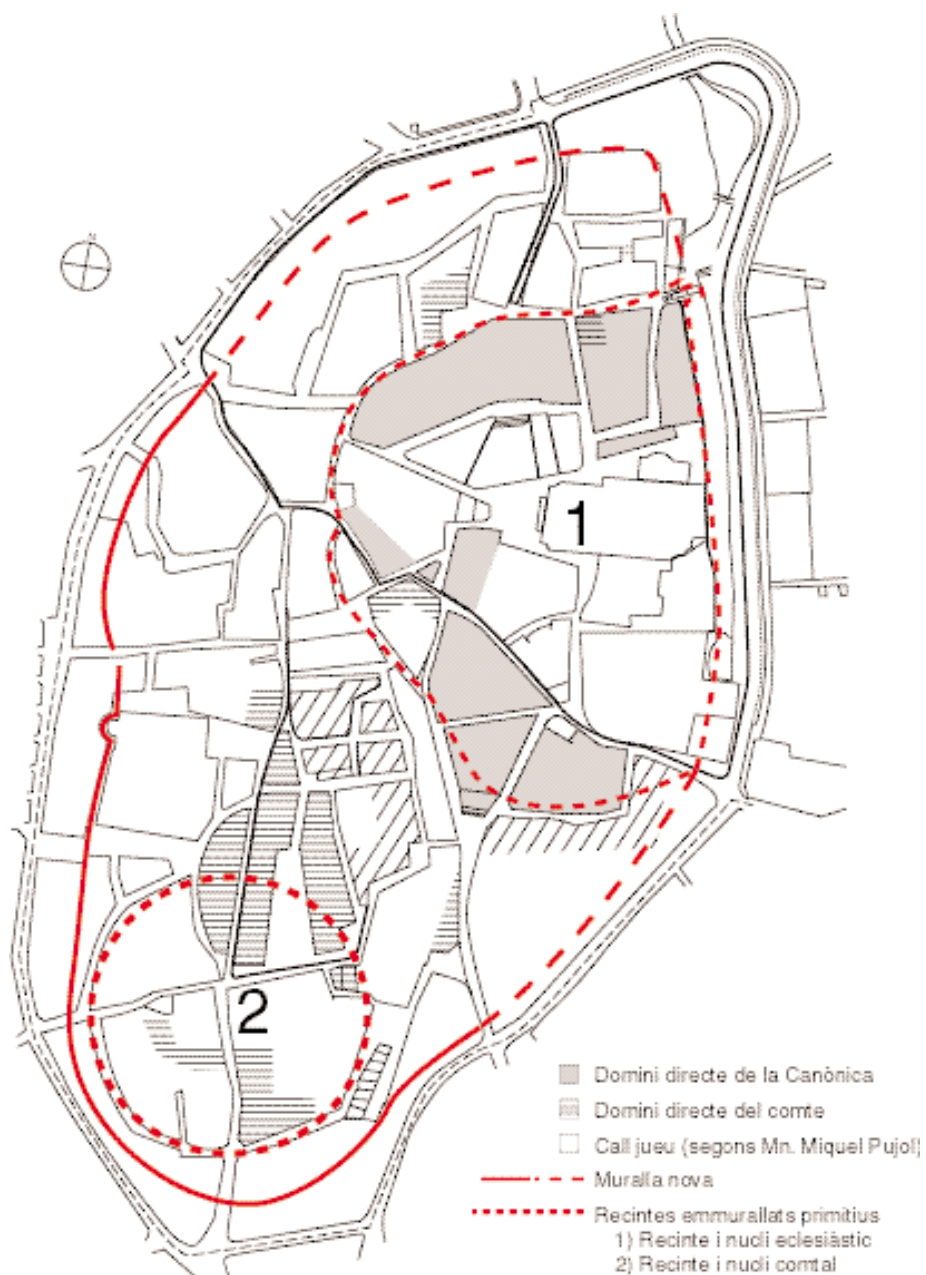 N
1
2
Domini directe de la Canònica
Domini directe del comte
Call jueu (segons Mn. Miquel Pujol)
Muralla nova
Recintes emmurallats primitius
1) Recinte i nucli eclesiàstic
2) Recinte i nucli comtal